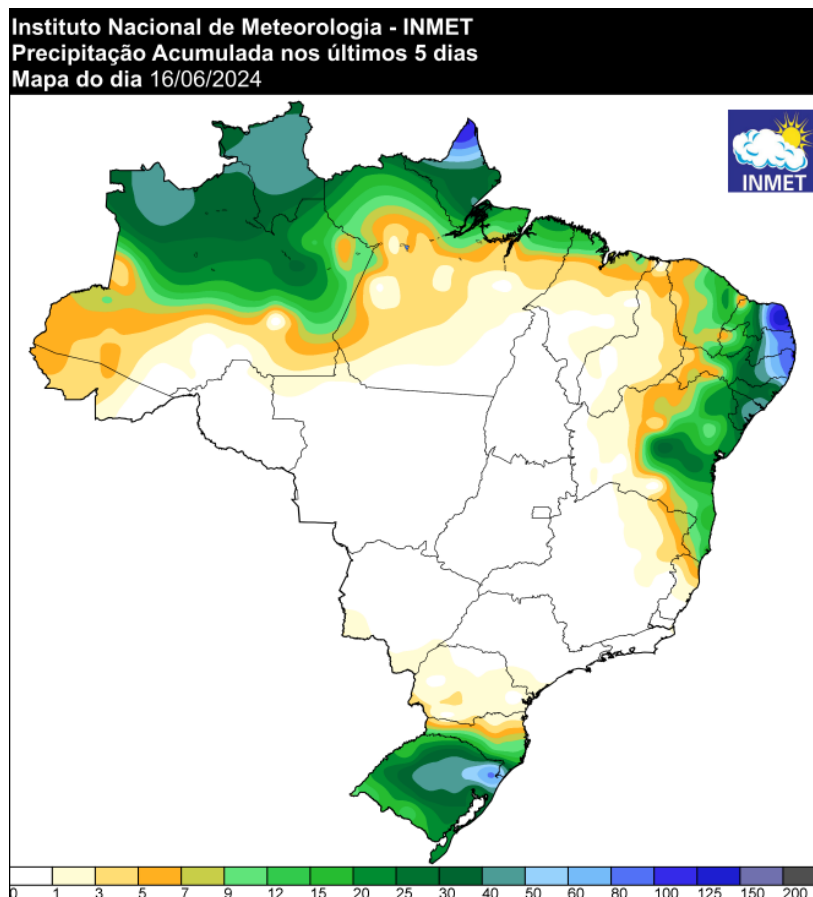 Instituto Nacional de Meteorologia - INMET
Precipitação Acumulada nos últimos 5 dias
Mapa do dia 16/06/2024
INMET
0 1 3 5 7 9 12 15 20 25 30 40 50 60 80 100 125 150 200